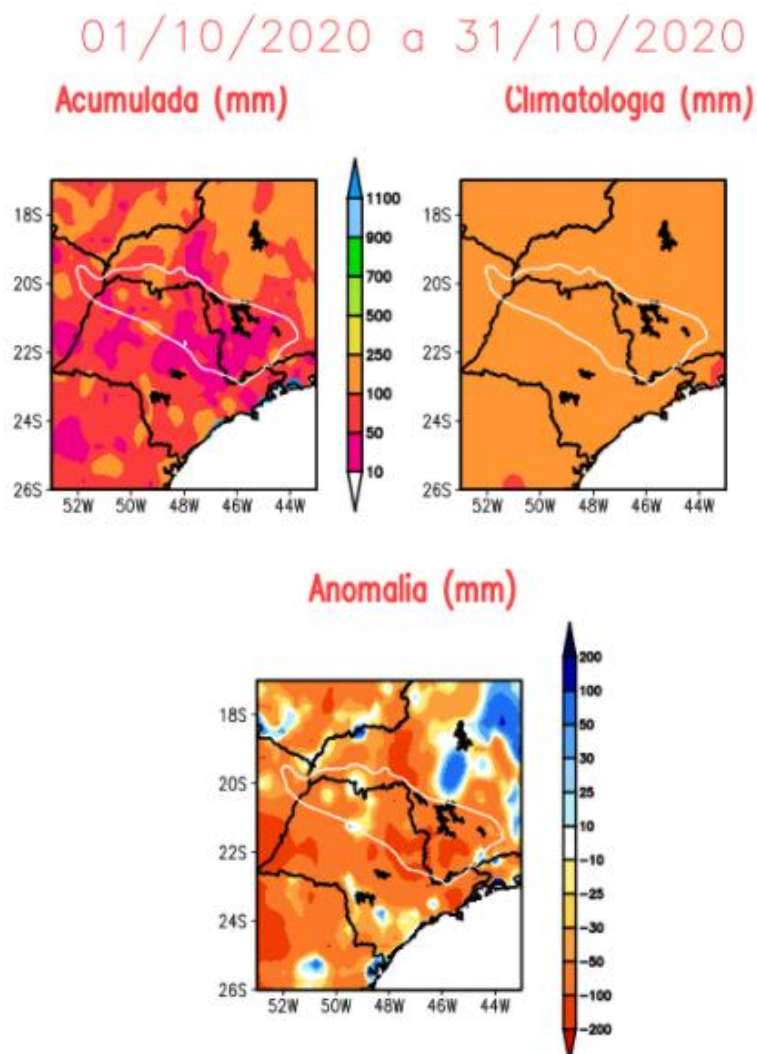 01/10/2020 a 31/10/2020
Acumulada (mm)
Climatologia (mm)
18S
20S
22S
24S
26S
52W 50W 48W 46W 44W
1100
900
700
500
250
100
50
10
18S
20S
22S
24S
26S
52W 50W 48W 46W 44W
Anomalia (mm)
18S
20S
22S
24S
26S
52W 50W 48W 46W 44W
200
100
50
30
25
10
-10
-25
-30
-50
-100
-200